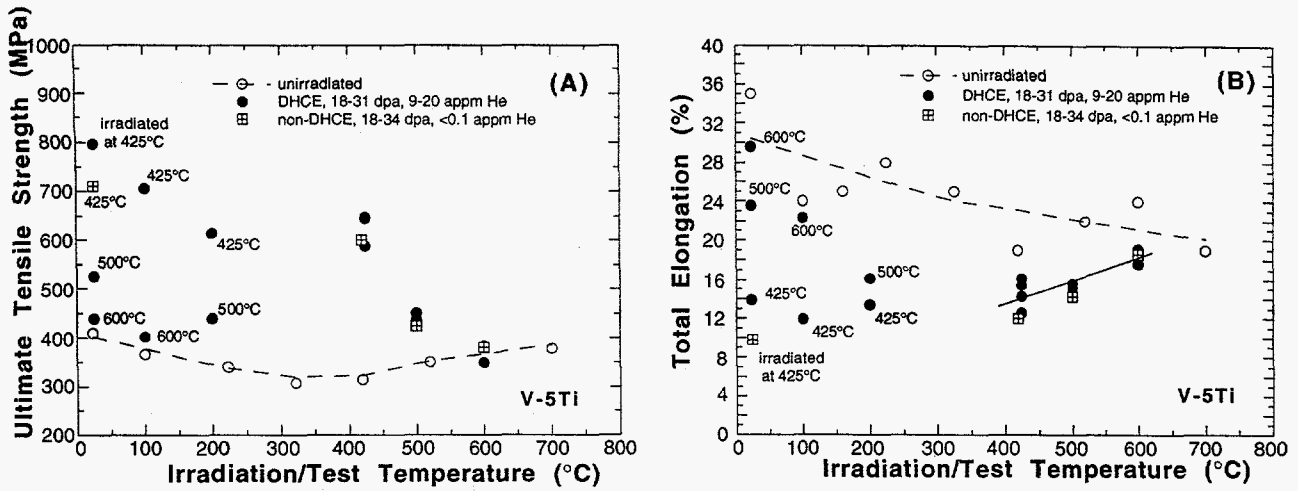 Ultimate Tensile Strength (MPa)
1000
900
800
700
600
500
400
300
200
0 100 200 300 400 500 600 700 800
Irradiation/Test Temperature (°C)
(A)
unirradiated
DHCE, 18-31 dpa, 9-20 appm He
non-DHCE, 18-34 dpa, <0.1 appm He
irradiated
at 425°C
425°C
425°C
425°C
500°C
500°C
600°C
600°C
V-5Ti
Total Elongation (%)
40
36
32
28
24
20
16
12
8
4
0
0 100 200 300 400 500 600 700 800
Irradiation/Test Temperature (°C)
(B)
unirradiated
DHCE, 18-31 dpa, 9-20 appm He
non-DHCE, 18-34 dpa, <0.1 appm He
600°C
500°C
600°C
500°C
425°C
425°C
425°C
irradiated
at 425°C
V-5Ti